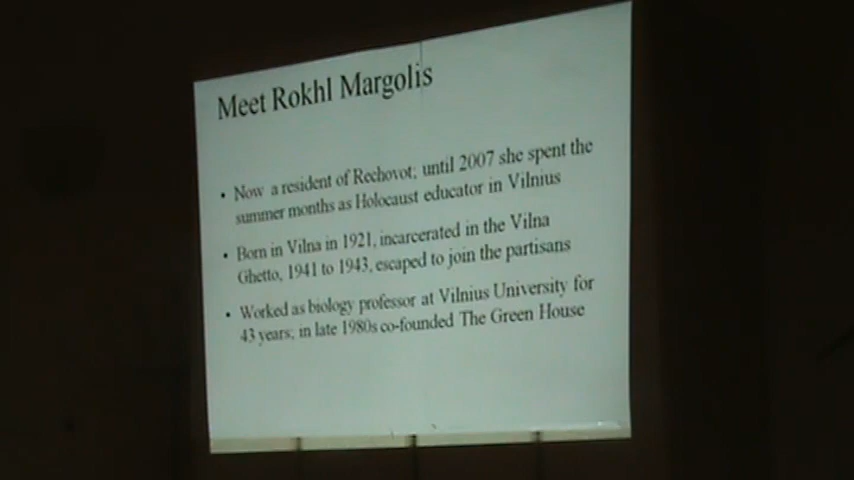 Meet Rokhl Margolis
• Now a resident of Rechovot; until 2007 she spent the
summer months as Holocaust educator in Vilnius
• Born in Vilna in 1921, incarcerated in the Vilna
Ghetto, 1941 to 1943, escaped to join the partisans
• Worked as biology professor at Vilnius University for
43 years; in late 1980s co-founded The Green House